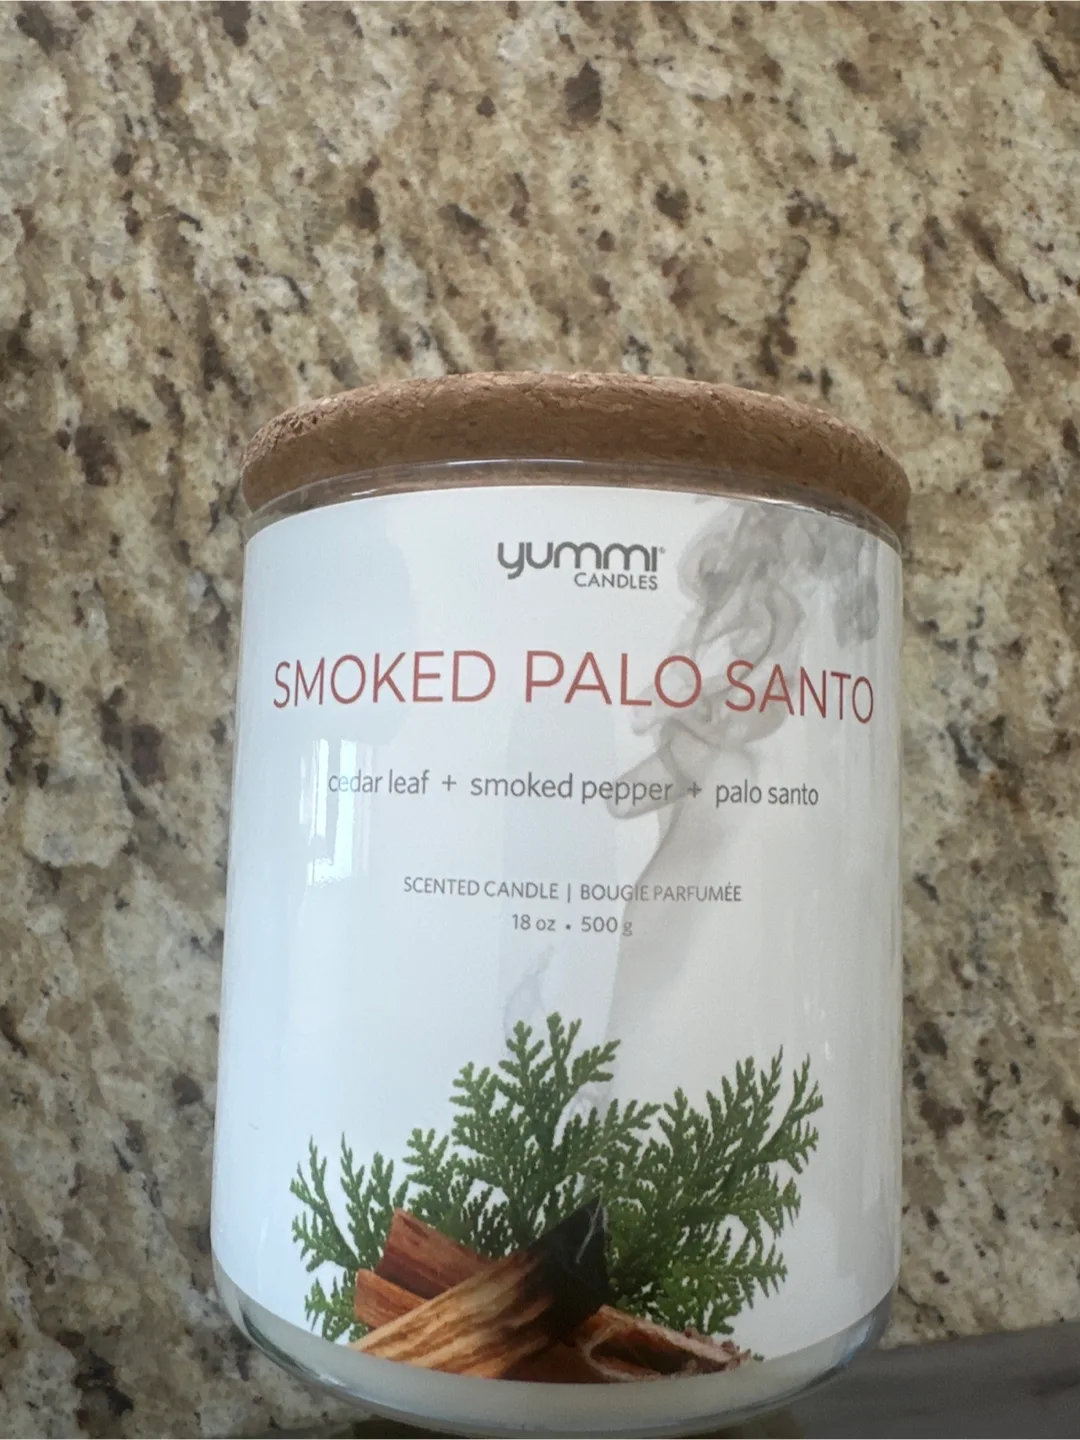 yummi®
CANDLES
SMOKED PALO SANTO
cedar leaf + smoked pepper + palo santo
SCENTED CANDLE | BOUGIE PARFUMÉE
18 oz • 500 g